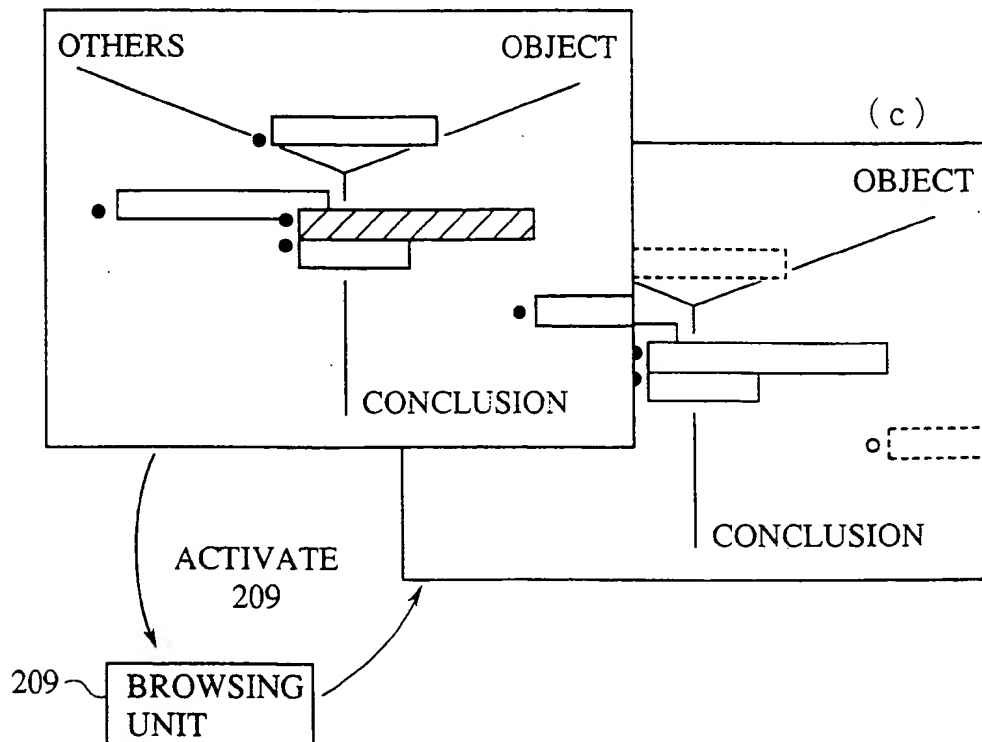 OTHERS
OBJECT
(c)
OBJECT
CONCLUSION
CONCLUSION
ACTIVATE
209
209
BROWSING
UNIT